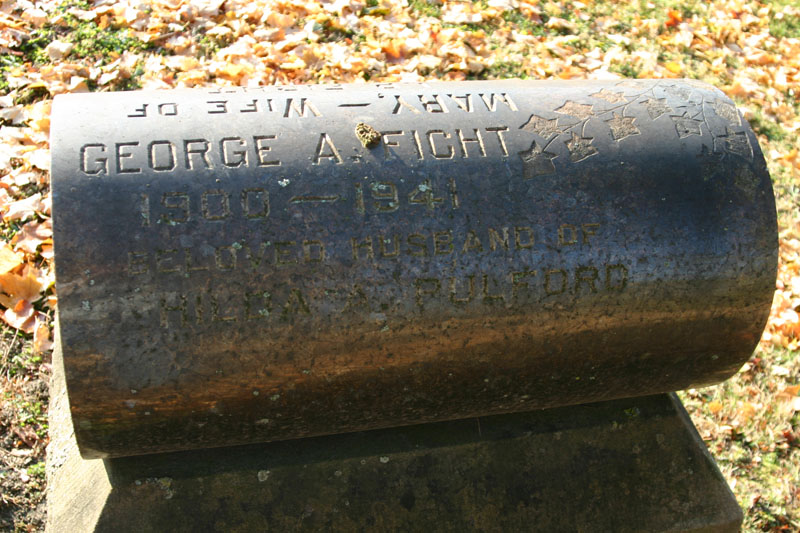 MARY, — WIFE OF
GEORGE A. FICHT
1900 — 1941
BELOVED HUSBAND OF
HILDA A. PULFORD